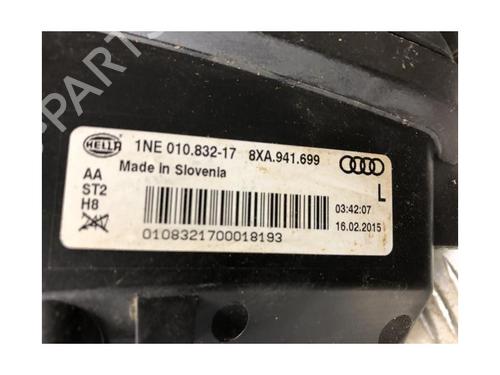 HELLA 1NE 010.832-17 8XA.941.699
Made in Slovenia
AA
ST2
H8
L
03:42:07
16.02.2015
0108321700018193